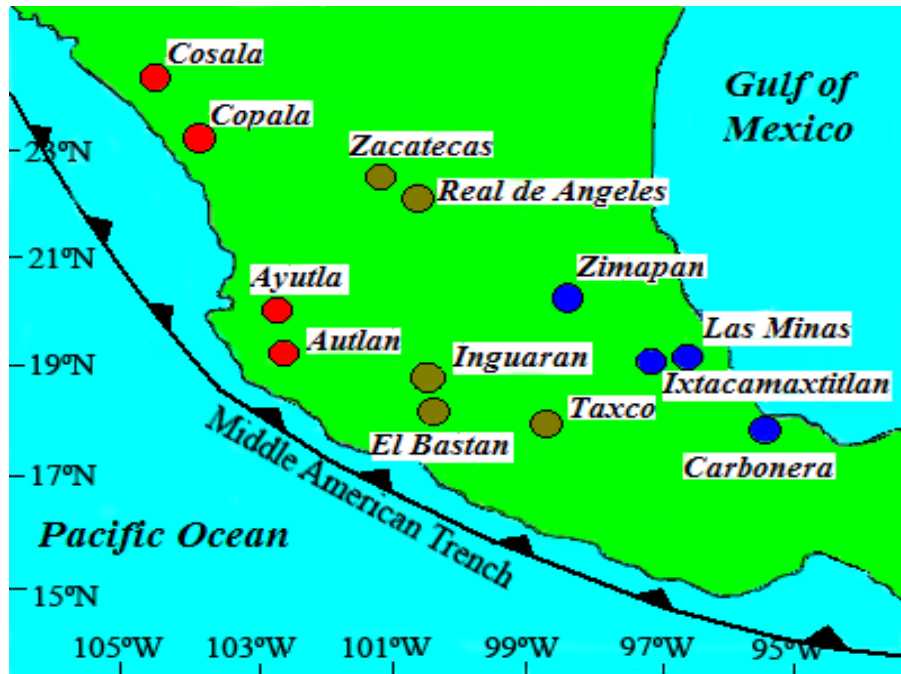 Cosala
Gulf of
Mexico
Copala
23ºN
Zacatecas
Real de Angeles
21ºN
Ayutla
Zimapan
Autlan
Las Minas
19ºN
Inguaran
Ixtacamaxtitlan
Taxco
El Bastan
Carbonera
17ºN
Middle American Trench
Pacific Ocean
15ºN
105ºW 103ºW 101ºW 99ºW 97ºW 95ºW